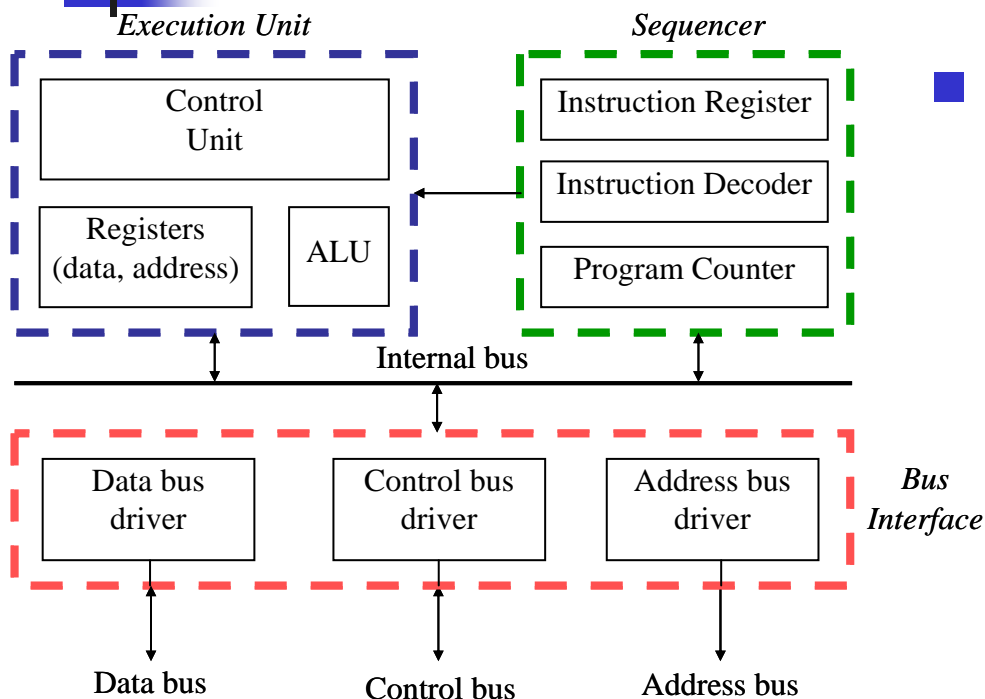 Execution Unit
Sequencer
Control
Unit
Instruction Register
Instruction Decoder
Registers
(data, address)
ALU
Program Counter
Internal bus
Data bus
driver
Control bus
driver
Address bus
driver
Bus
Interface
Data bus
Control bus
Address bus